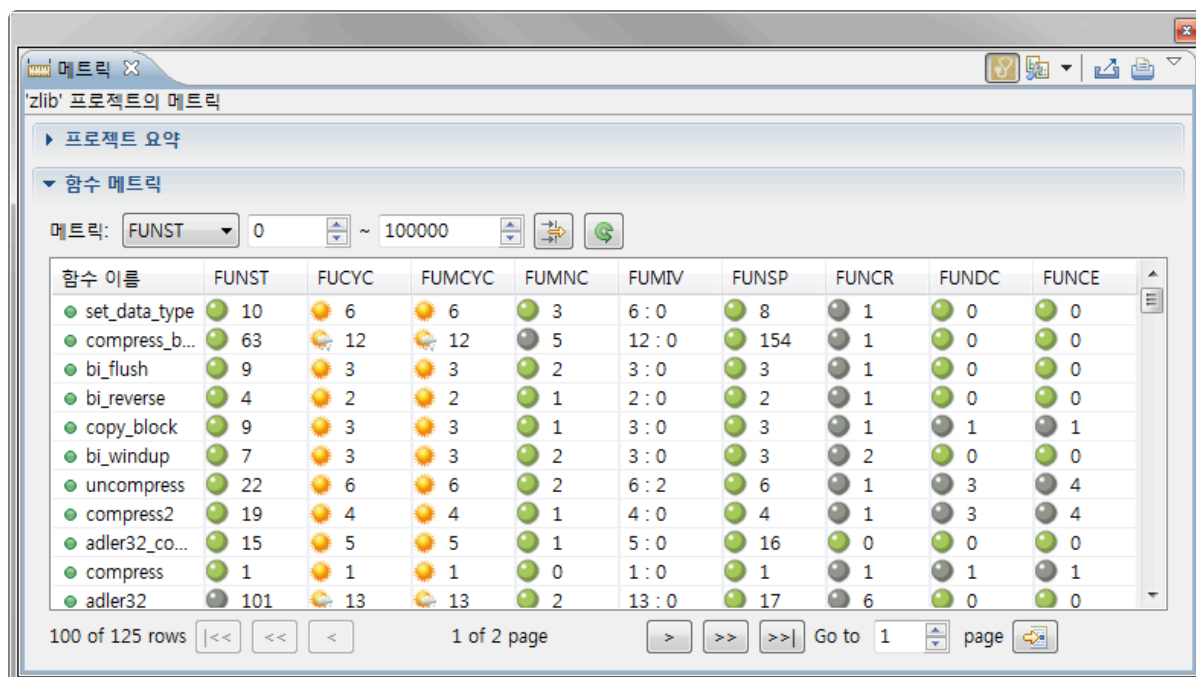 메트릭
'zlib' 프로젝트의 메트릭
프로젝트 요약
함수 메트릭
메트릭: FUNST 0 ~ 100000
함수 이름 FUNST FUCYC FUMCYC FUMNC FUMIV FUNSP FUNCR FUNDC FUNCE
set_data_type 10 6 6 3 6 : 0 8 1 0 0
compress_b... 63 12 12 5 12 : 0 154 1 0 0
bi_flush 9 3 3 2 3 : 0 3 1 0 0
bi_reverse 4 2 2 1 2 : 0 2 1 0 0
copy_block 9 3 3 1 3 : 0 3 1 1 1
bi_windup 7 3 3 2 3 : 0 3 2 0 0
uncompress 22 6 6 2 6 : 2 6 1 3 4
compress2 19 4 4 1 4 : 0 4 1 3 4
adler32_co... 15 5 5 1 5 : 0 16 0 0 0
compress 1 1 1 0 1 : 0 1 1 1 1
adler32 101 13 13 2 13 : 0 17 6 0 0
100 of 125 rows |<< << < 1 of 2 page > >> >>| Go to 1 page